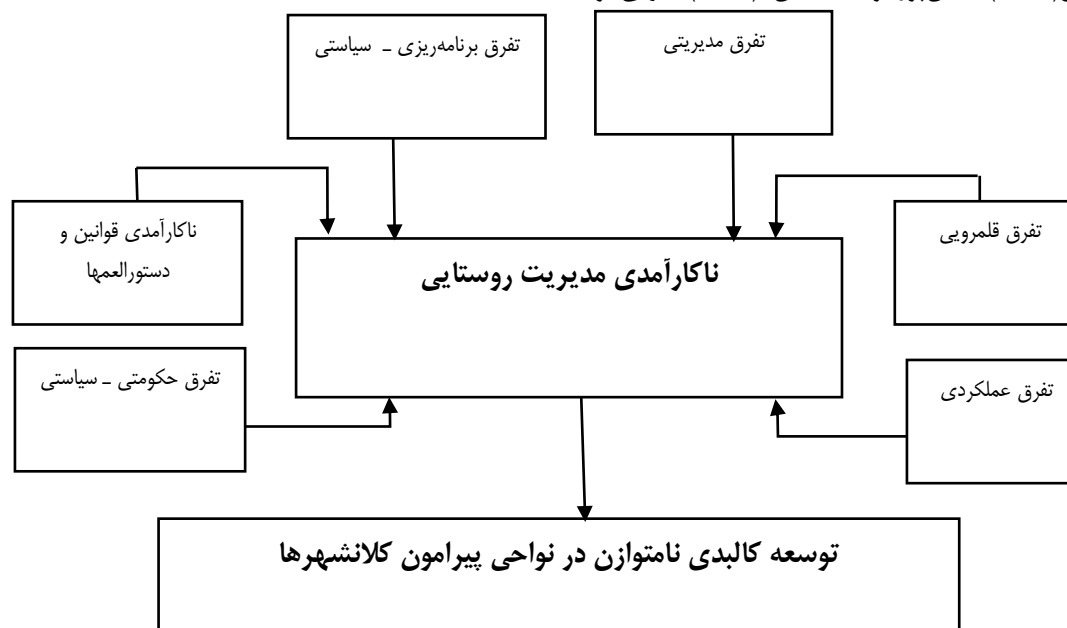 تفرق مدیریتی
تفرق برنامه‌ریزی ـ سیاستی
تفرق قلمرویی
ناکارآمدی قوانین و
دستورالعمها
ناکارآمدی مدیریت روستایی
تفرق عملکردی
تفرق حکومتی ـ سیاستی
توسعه کالبدی نامتوازن در نواحی پیرامون کلانشهرها